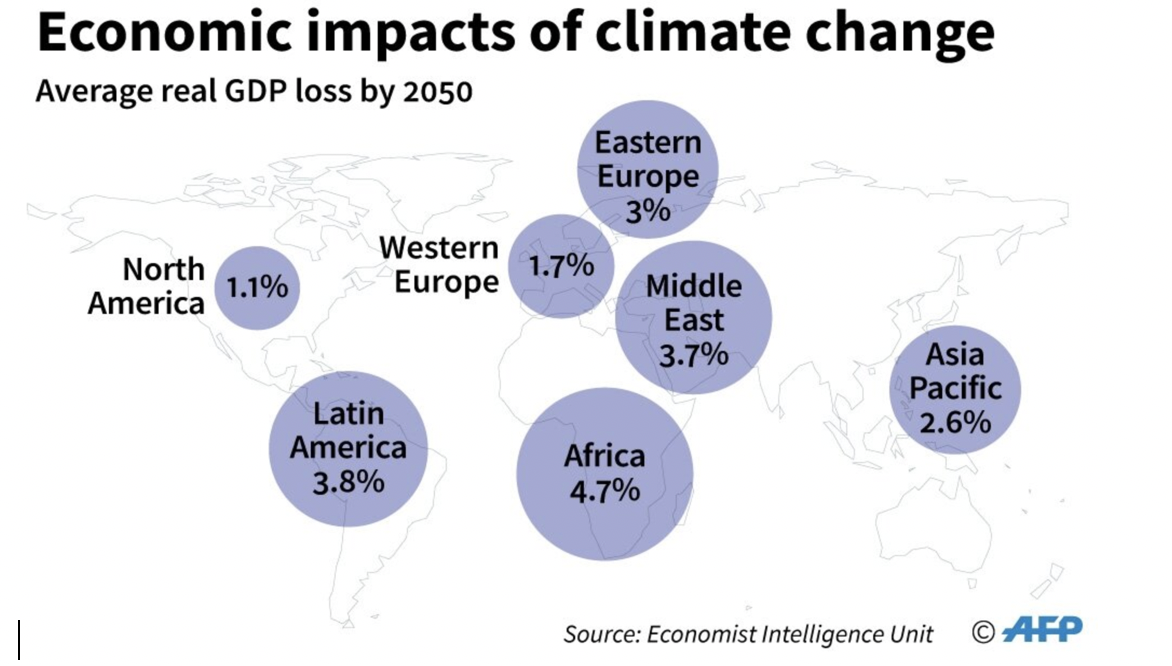 Economic impacts of climate change
Average real GDP loss by 2050
Eastern
Europe
3%
Western
Europe
1.7%
North
America
1.1%
Middle
East
3.7%
Asia
Pacific
2.6%
Latin
America
3.8%
Africa
4.7%
Source: Economist Intelligence Unit
© AFP